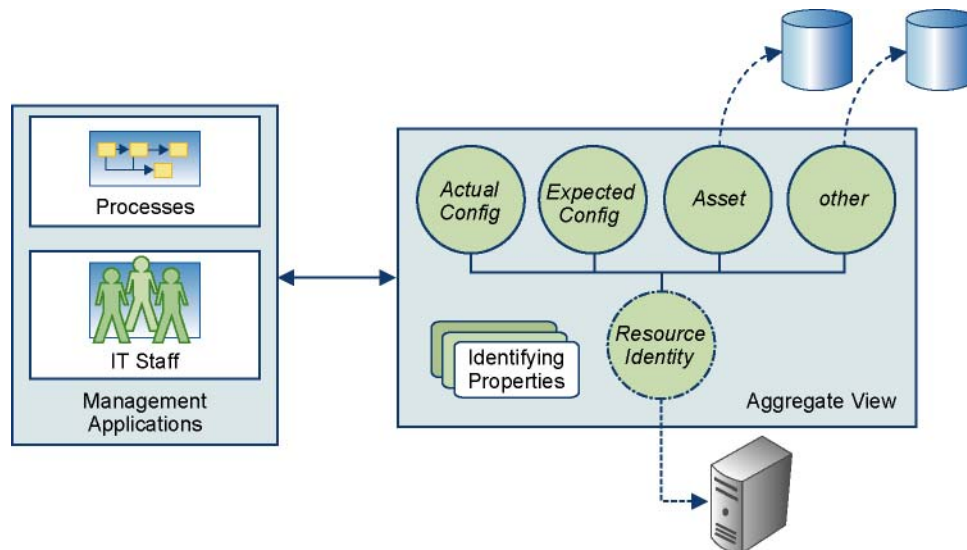 Processes
IT Staff
Management
Applications
Actual
Config
Expected
Config
Asset
other
Resource
Identity
Identifying
Properties
Aggregate View